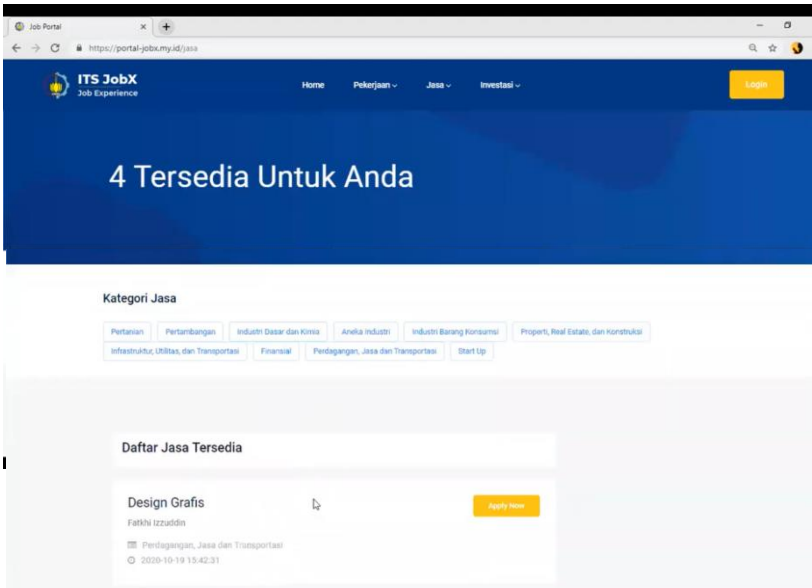 Job Portal
https://portal-jobx.my.id/jasa
ITS JobX
Job Experience
Home Pekerjaan Jasa Investasi Login
4 Tersedia Untuk Anda
Kategori Jasa
Pertanian Pertambangan Industri Dasar dan Kimia Aneka Industri Industri Barang Konsumsi Properti, Real Estate, dan Konstruksi
Infrastruktur, Utilitas, dan Transportasi Finansial Perdagangan, Jasa dan Transportasi Start Up
Daftar Jasa Tersedia
Design Grafis Apply Now
Fatkhi Izzuddin
Perdagangan, Jasa dan Transportasi
2020-10-19 15:42:31